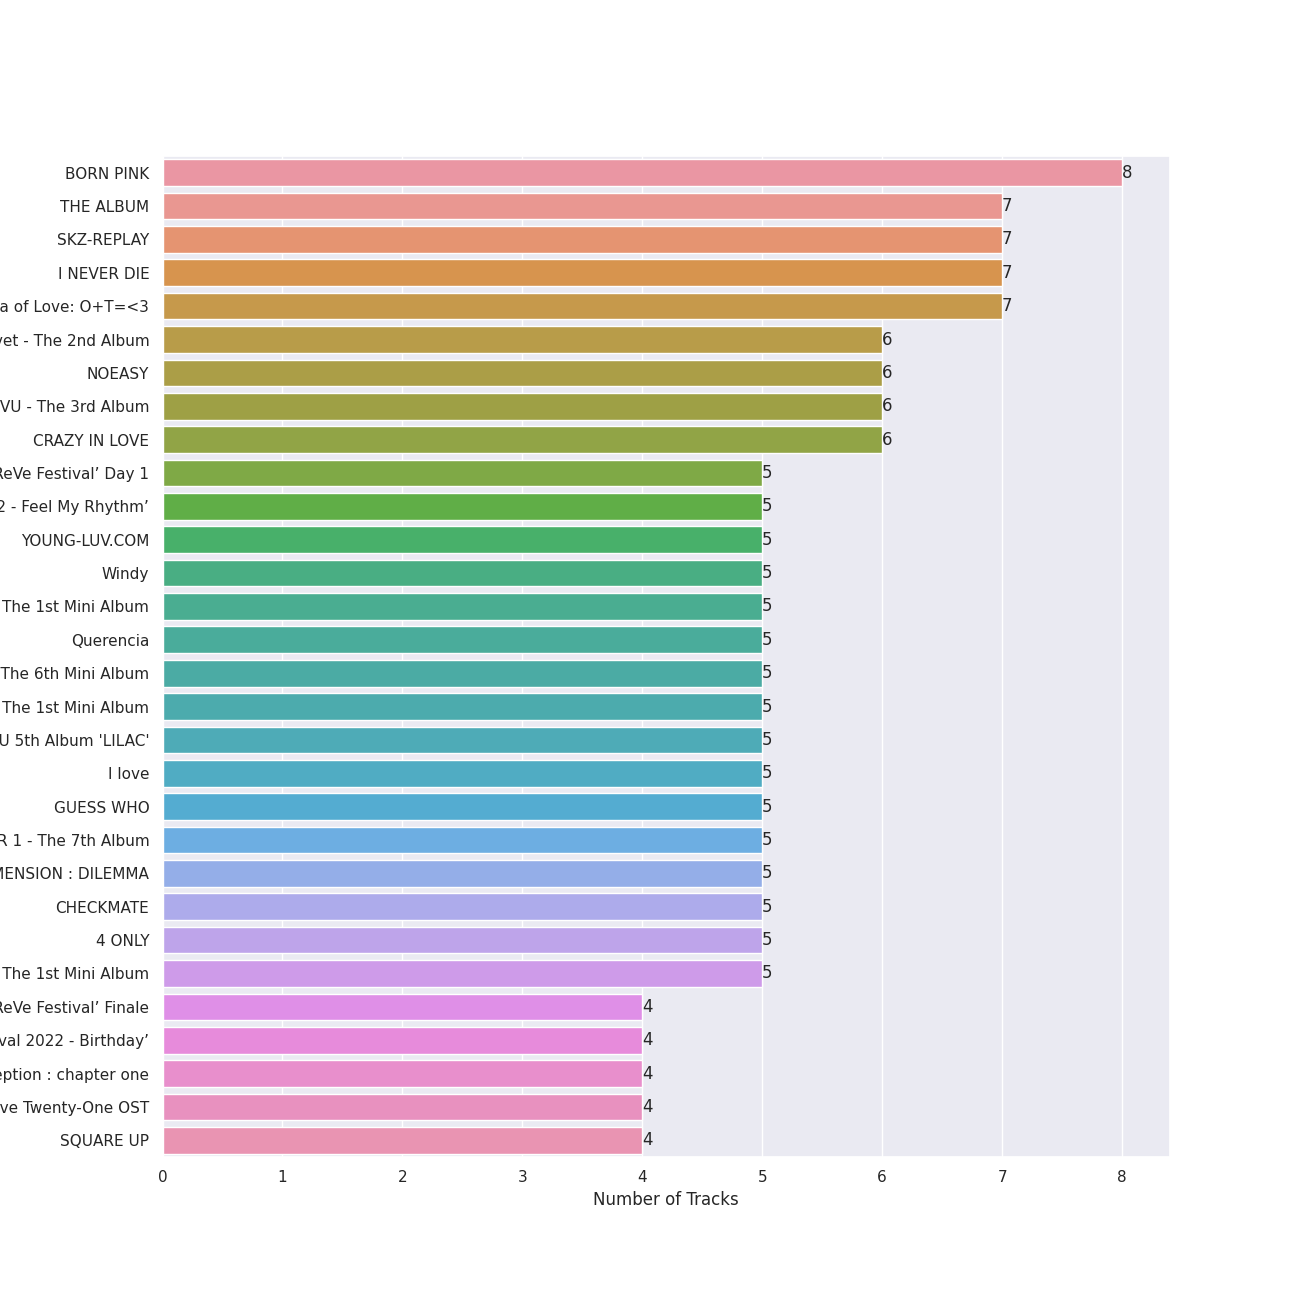 BORN PINK 8
THE ALBUM 7
SKZ-REPLAY 7
I NEVER DIE 7
a of Love: O+T=<3 7
vet - The 2nd Album 6
NOEASY 6
VU - The 3rd Album 6
CRAZY IN LOVE 6
ReVe Festival’ Day 1 5
2 - Feel My Rhythm’ 5
YOUNG-LUV.COM 5
Windy 5
The 1st Mini Album 5
Querencia 5
The 6th Mini Album 5
The 1st Mini Album 5
U 5th Album 'LILAC' 5
I love 5
GUESS WHO 5
R 1 - The 7th Album 5
MENSION : DILEMMA 5
CHECKMATE 5
4 ONLY 5
The 1st Mini Album 5
ReVe Festival’ Finale 4
val 2022 - Birthday’ 4
eption : chapter one 4
ve Twenty-One OST 4
SQUARE UP 4
0 1 2 3 4 5 6 7 8
Number of Tracks